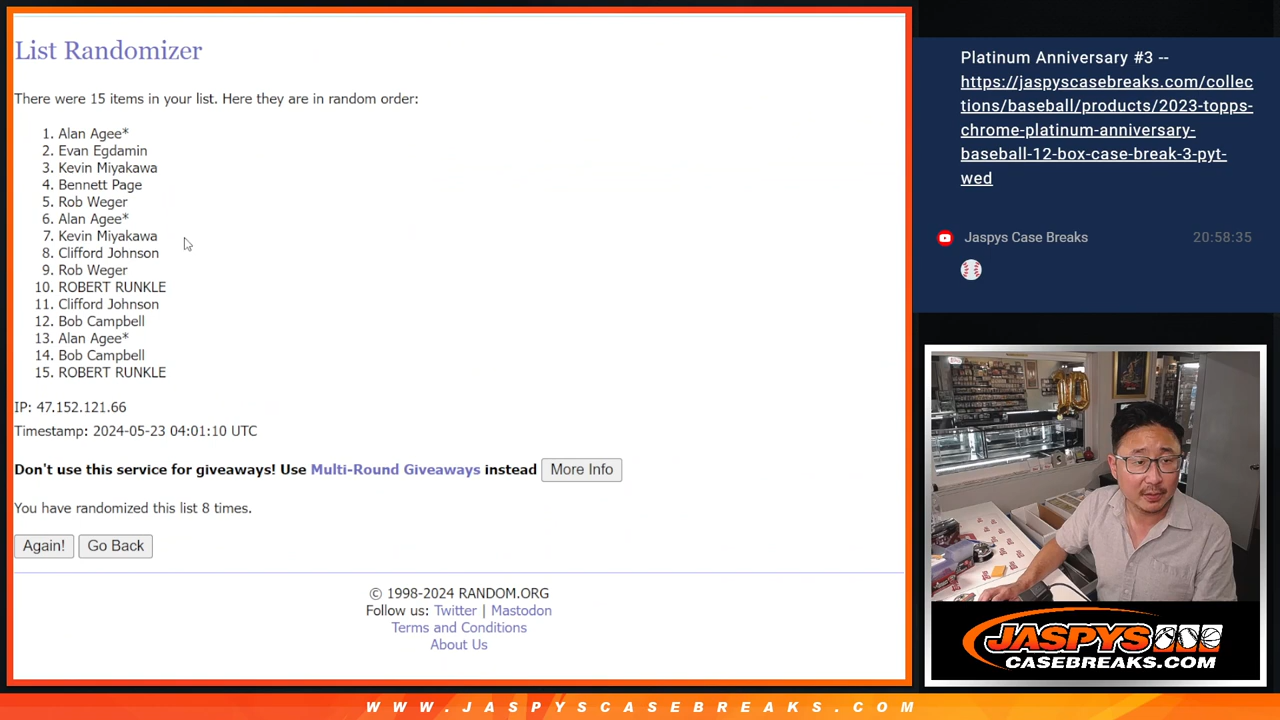 List Randomizer
There were 15 items in your list. Here they are in random order:
1. Alan Agee*
2. Evan Egdamin
3. Kevin Miyakawa
4. Bennett Page
5. Rob Weger
6. Alan Agee*
7. Kevin Miyakawa
8. Clifford Johnson
9. Rob Weger
10. ROBERT RUNKLE
11. Clifford Johnson
12. Bob Campbell
13. Alan Agee*
14. Bob Campbell
15. ROBERT RUNKLE
IP: 47.152.121.66
Timestamp: 2024-05-23 04:01:10 UTC
Don't use this service for giveaways! Use Multi-Round Giveaways instead More Info
You have randomized this list 8 times.
Again! Go Back
© 1998-2024 RANDOM.ORG
Follow us: Twitter | Mastodon
Terms and Conditions
About Us
Platinum Anniversary #3 --
https://jaspyscasebreaks.com/collec
tions/baseball/products/2023-topps-
chrome-platinum-anniversary-
baseball-12-box-case-break-3-pyt-
wed
Jaspys Case Breaks 20:58:35
10
JASPYS
CASEBREAKS.COM
WWW.JASPYSCASEBREAKS.COM